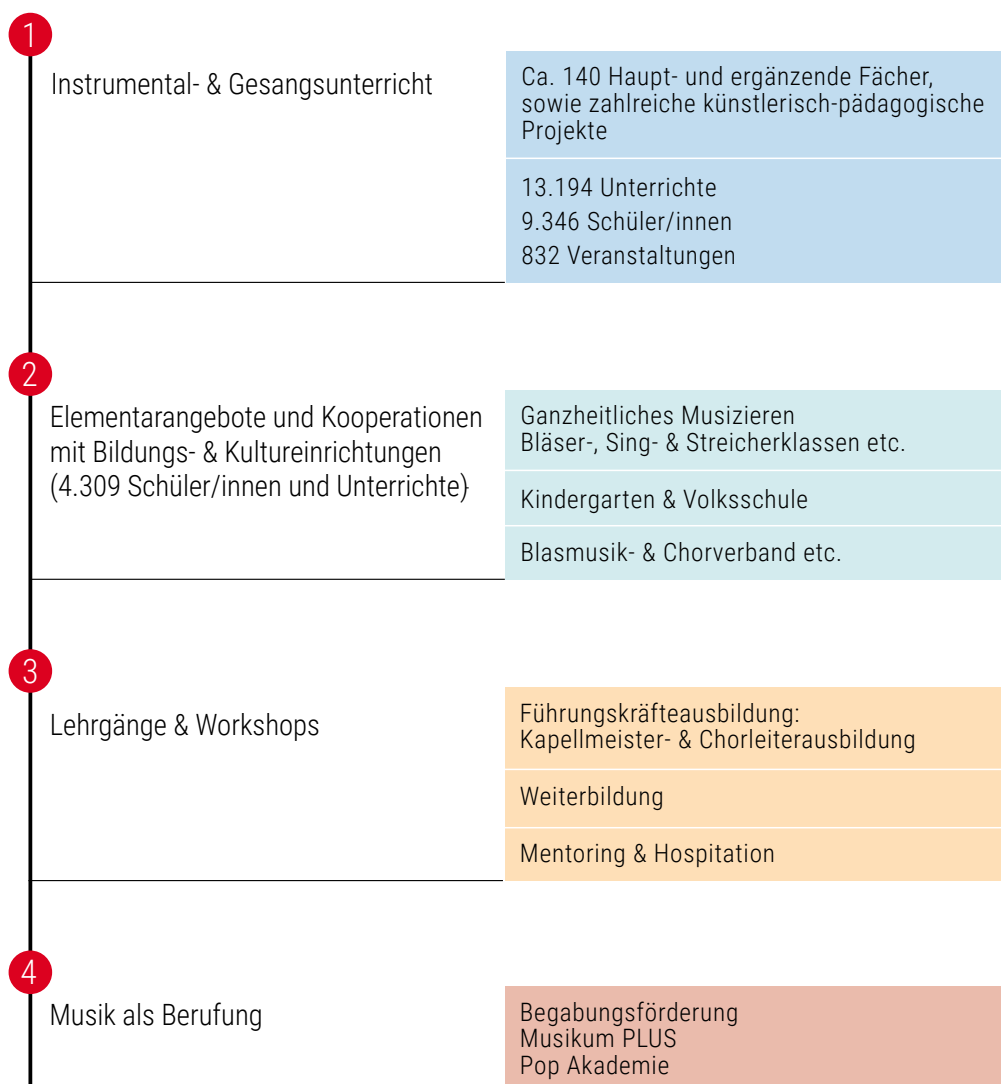 1
Instrumental- & Gesangsunterricht
Ca. 140 Haupt- und ergänzende Fächer,
sowie zahlreiche künstlerisch-pädagogische
Projekte
13.194 Unterrichte
9.346 Schüler/innen
832 Veranstaltungen
2
Elementarangebote und Kooperationen
mit Bildungs- & Kultureinrichtungen
(4.309 Schüler/innen und Unterrichte)
Ganzheitliches Musizieren
Bläser-, Sing- & Streicherklassen etc.
Kindergarten & Volksschule
Blasmusik- & Chorverband etc.
3
Lehrgänge & Workshops
Führungskräfteausbildung:
Kapellmeister- & Chorleiterausbildung
Weiterbildung
Mentoring & Hospitation
4
Musik als Berufung
Begabungsförderung
Musikum PLUS
Pop Akademie